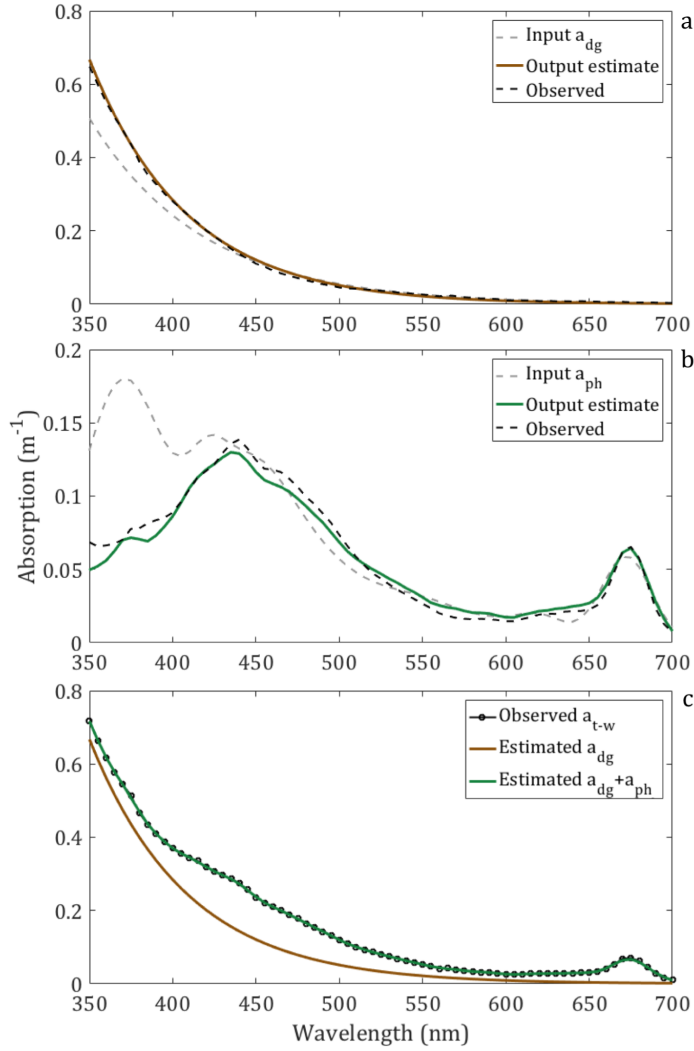 a
0.8
0.6
0.4
0.2
0
Input a_dg
Output estimate
Observed
350 400 450 500 550 600 650 700
b
0.2
0.15
0.1
0.05
0
Input a_ph
Output estimate
Observed
Absorption (m^-1)
350 400 450 500 550 600 650 700
c
0.8
0.6
0.4
0.2
0
Observed a_t-w
Estimated a_dg
Estimated a_dg+a_ph
350 400 450 500 550 600 650 700
Wavelength (nm)